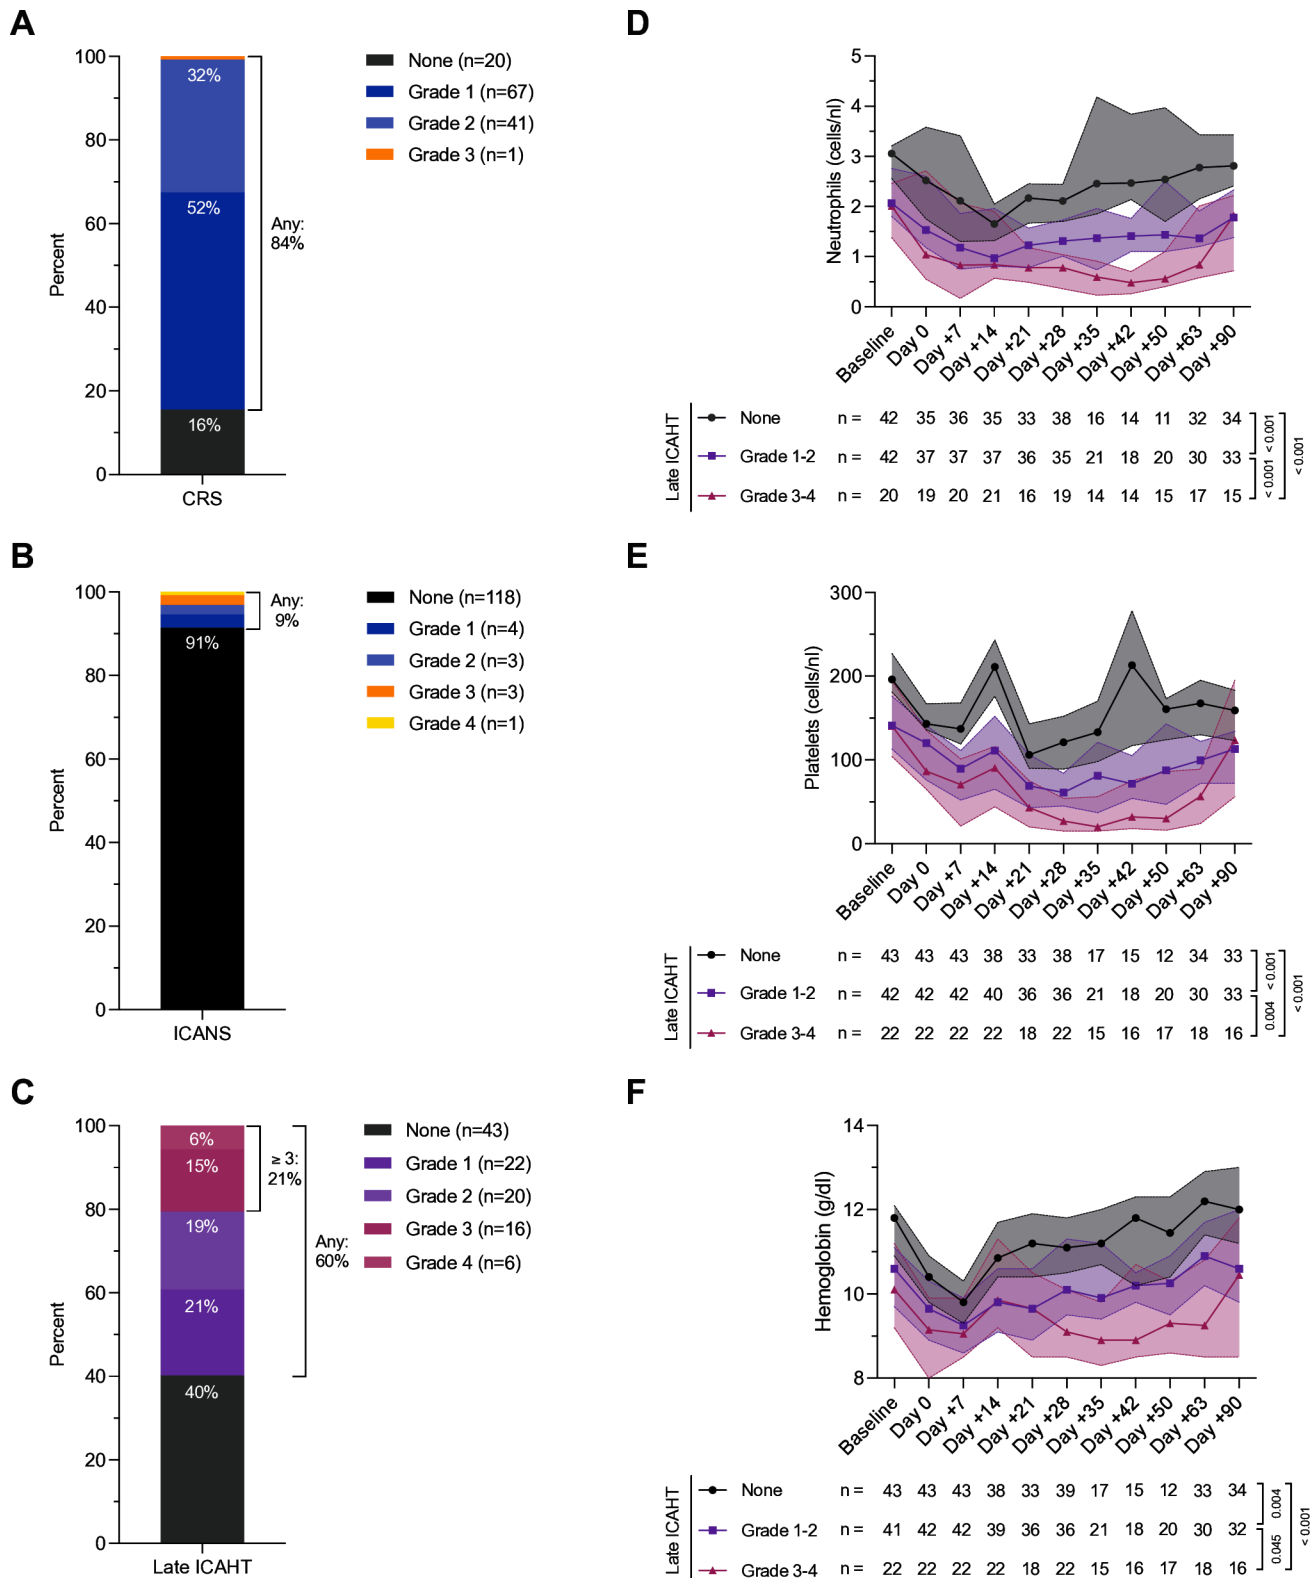 A
100
80
60
40
20
0
Percent
32%
52%
16%
Any:
84%
CRS
None (n=20)
Grade 1 (n=67)
Grade 2 (n=41)
Grade 3 (n=1)
B
100
80
60
40
20
0
Percent
91%
Any:
9%
ICANS
None (n=118)
Grade 1 (n=4)
Grade 2 (n=3)
Grade 3 (n=3)
Grade 4 (n=1)
C
100
80
60
40
20
0
Percent
6%
15%
19%
21%
40%
≥ 3:
21%
Any:
60%
Late ICAHT
None (n=43)
Grade 1 (n=22)
Grade 2 (n=20)
Grade 3 (n=16)
Grade 4 (n=6)
D
5
4
3
2
1
0
Neutrophils (cells/nl)
Baseline Day 0 Day +7 Day +14 Day +21 Day +28 Day +35 Day +42 Day +50 Day +63 Day +90
Late ICAHT
None n = 42 35 36 35 33 38 16 14 11 32 34
Grade 1-2 n = 42 37 37 37 36 35 21 18 20 30 33
Grade 3-4 n = 20 19 20 21 16 19 14 14 15 17 15
< 0.001
< 0.001
< 0.001
E
300
200
100
0
Platelets (cells/nl)
Baseline Day 0 Day +7 Day +14 Day +21 Day +28 Day +35 Day +42 Day +50 Day +63 Day +90
Late ICAHT
None n = 43 43 43 38 33 38 17 15 12 34 33
Grade 1-2 n = 42 42 42 40 36 36 21 18 20 30 33
Grade 3-4 n = 22 22 22 22 18 22 15 16 17 18 16
< 0.001
0.004
< 0.001
F
14
12
10
8
Hemoglobin (g/dl)
Baseline Day 0 Day +7 Day +14 Day +21 Day +28 Day +35 Day +42 Day +50 Day +63 Day +90
Late ICAHT
None n = 43 43 43 38 33 39 17 15 12 33 34
Grade 1-2 n = 41 42 42 39 36 36 21 18 20 30 32
Grade 3-4 n = 22 22 22 22 18 22 15 16 17 18 16
0.004
0.045
< 0.001